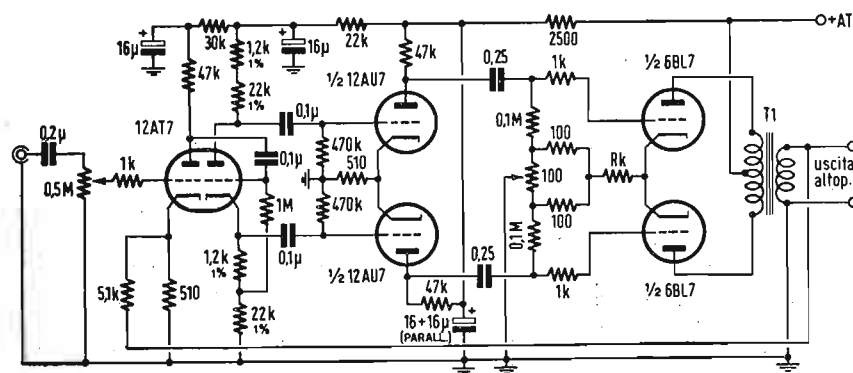 16µ
30k
1,2k
1%
16µ
22k
2500
+AT
47k
22k
1%
47k
½ 12AU7
0,25
1k
½ 6BL7
T1
12AT7
0,1µ
0,2µ
0,5M
1k
0,1µ
470k
510
470k
1M
0,1M
100
100
100
Rk
0,1M
uscita
altop.
5,1k
510
1,2k
1%
0,1µ
½ 12AU7
0,25
1k
½ 6BL7
22k
1%
47k
16+16µ
(PARALL.)